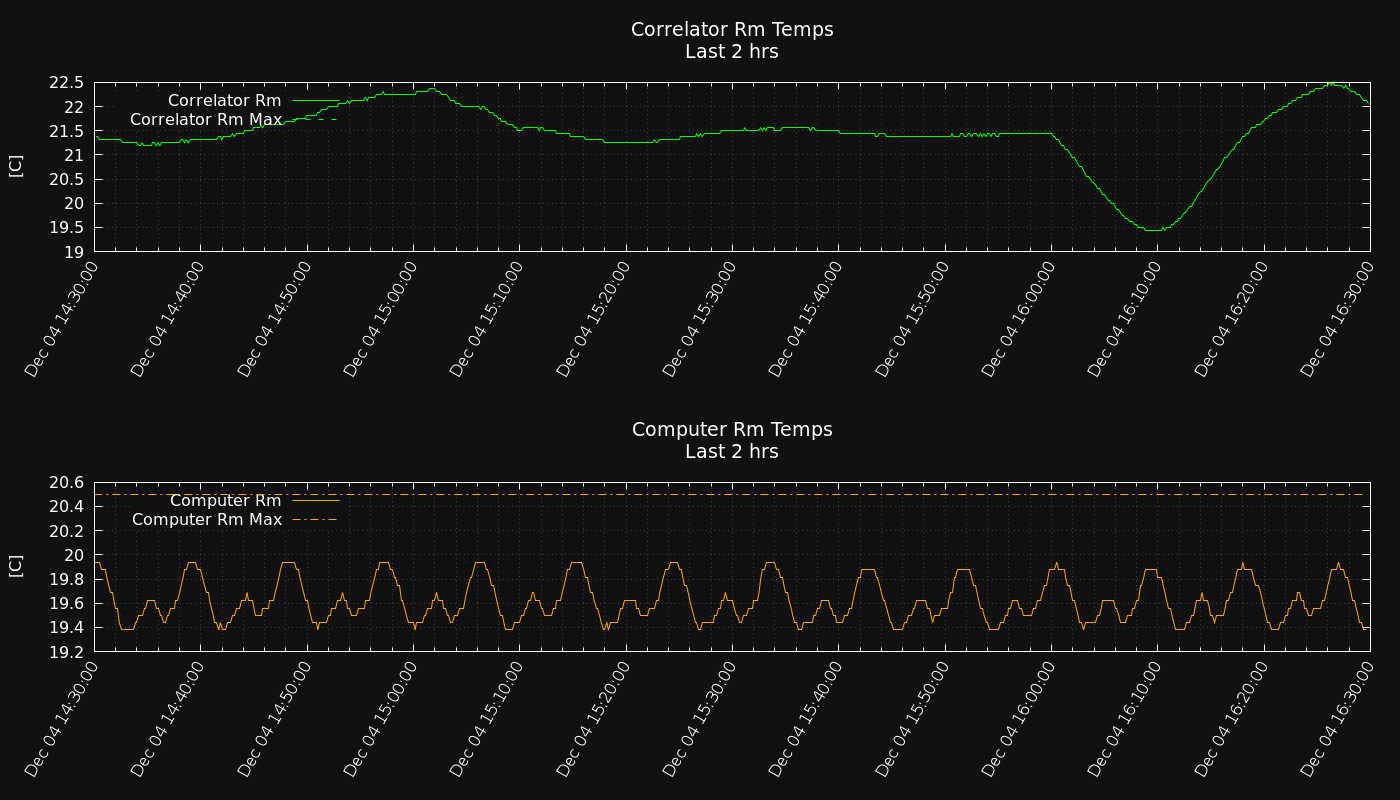 Correlator Rm Temps
Last 2 hrs
Correlator Rm
Correlator Rm Max
[C]
22.5
22
21.5
21
20.5
20
19.5
19
Dec 04 14:30:00
Dec 04 14:40:00
Dec 04 14:50:00
Dec 04 15:00:00
Dec 04 15:10:00
Dec 04 15:20:00
Dec 04 15:30:00
Dec 04 15:40:00
Dec 04 15:50:00
Dec 04 16:00:00
Dec 04 16:10:00
Dec 04 16:20:00
Dec 04 16:30:00
Computer Rm Temps
Last 2 hrs
Computer Rm
Computer Rm Max
[C]
20.6
20.4
20.2
20
19.8
19.6
19.4
19.2
Dec 04 14:30:00
Dec 04 14:40:00
Dec 04 14:50:00
Dec 04 15:00:00
Dec 04 15:10:00
Dec 04 15:20:00
Dec 04 15:30:00
Dec 04 15:40:00
Dec 04 15:50:00
Dec 04 16:00:00
Dec 04 16:10:00
Dec 04 16:20:00
Dec 04 16:30:00